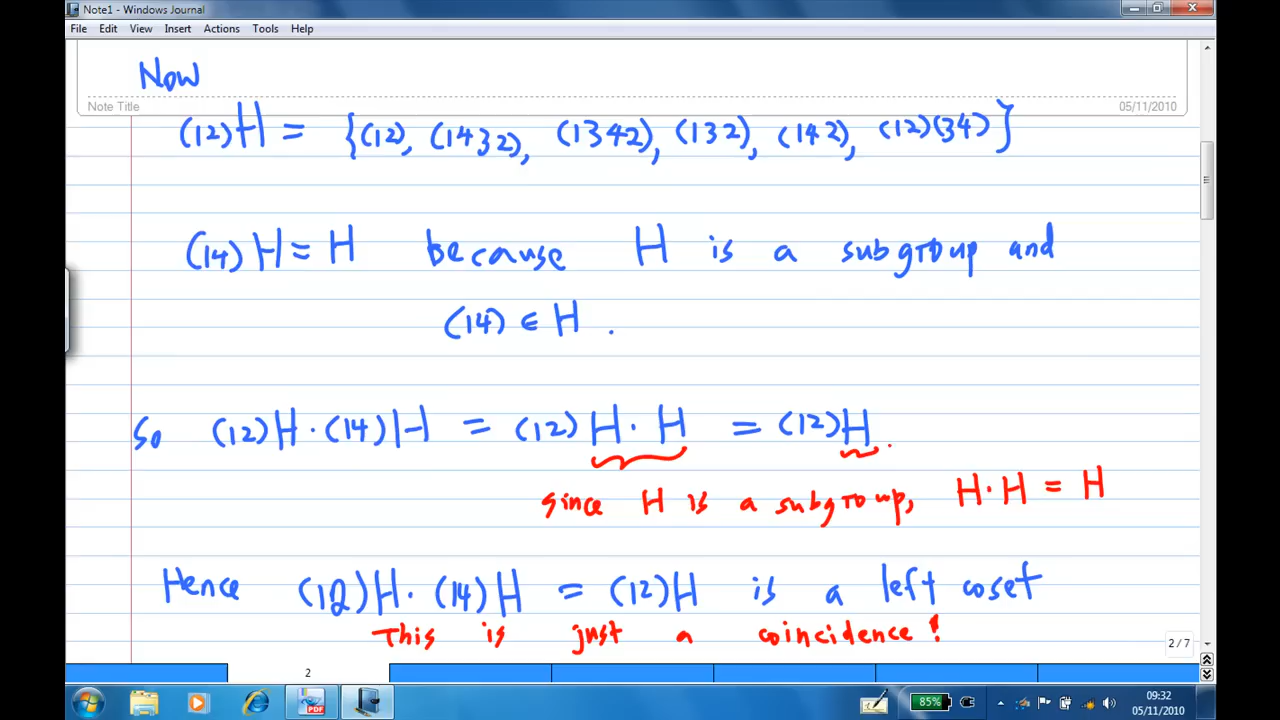 Note1 - Windows Journal
File Edit View Insert Actions Tools Help
Now
Note Title
05/11/2010
(12)H = {(12), (1432), (1342), (132), (142), (12)(34)}
(14)H = H because H is a subgroup and
(14) ∈ H .
So (12)H · (14)H = (12) H · H = (12)H .
since H is a subgroup, H · H = H
Hence (12)H · (14)H = (12)H is a left coset
This is just a coincidence !
2 / 7
2
85%
09:32
05/11/2010
PDF